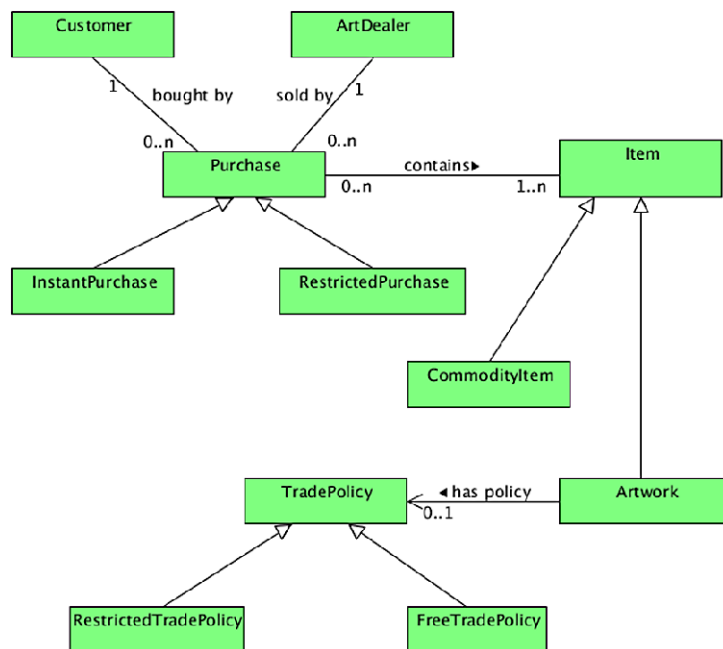 Customer
ArtDealer
1
bought by
sold by
1
0..n
0..n
Purchase
contains▶
Item
0..n
1..n
InstantPurchase
RestrictedPurchase
CommodityItem
TradePolicy
◀has policy
Artwork
0..1
RestrictedTradePolicy
FreeTradePolicy